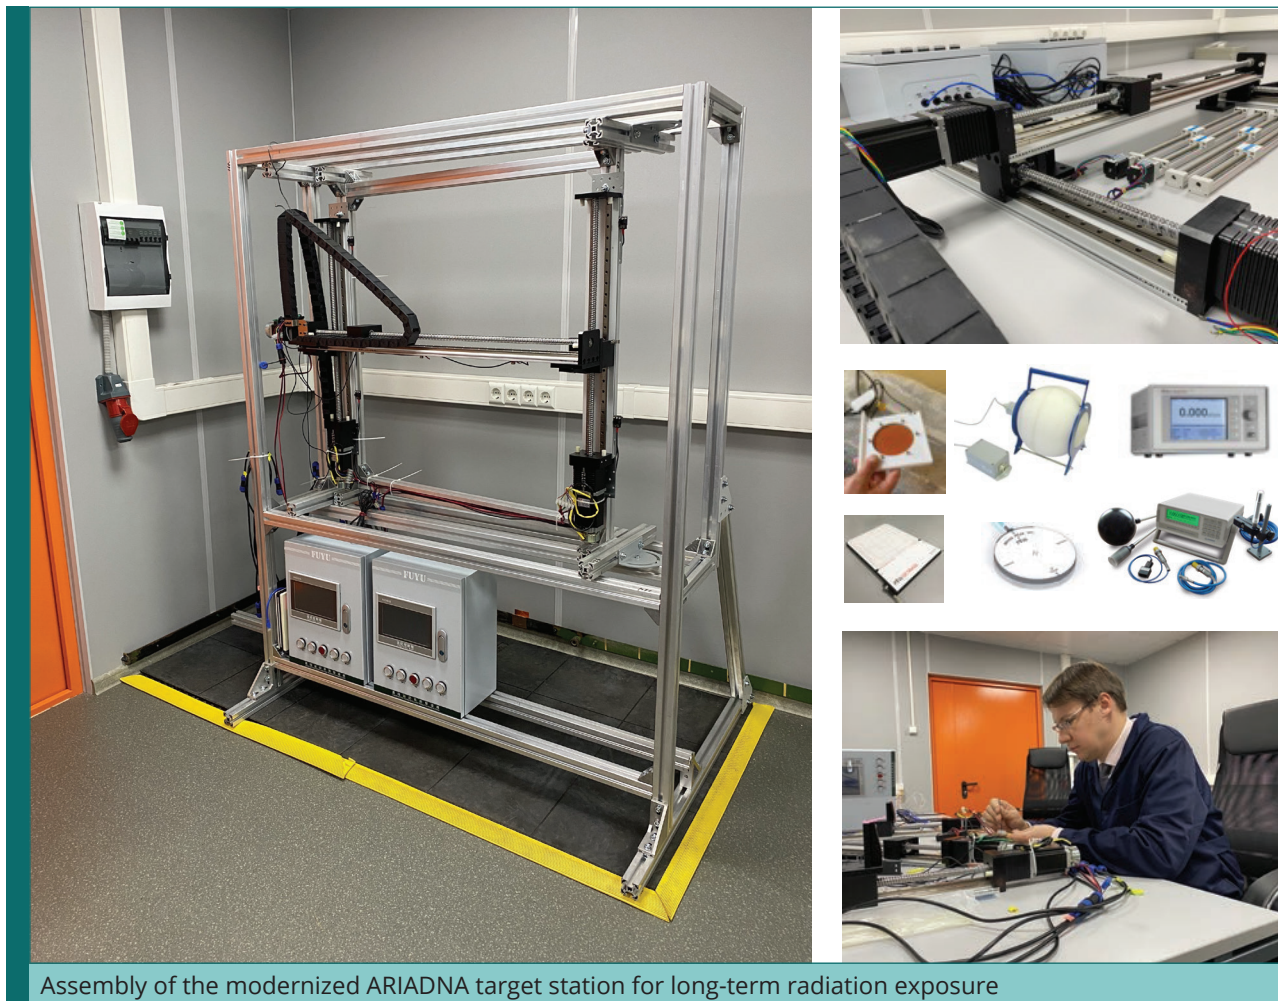 FUYU
FUYU
0.000
Assembly of the modernized ARIADNA target station for long-term radiation exposure